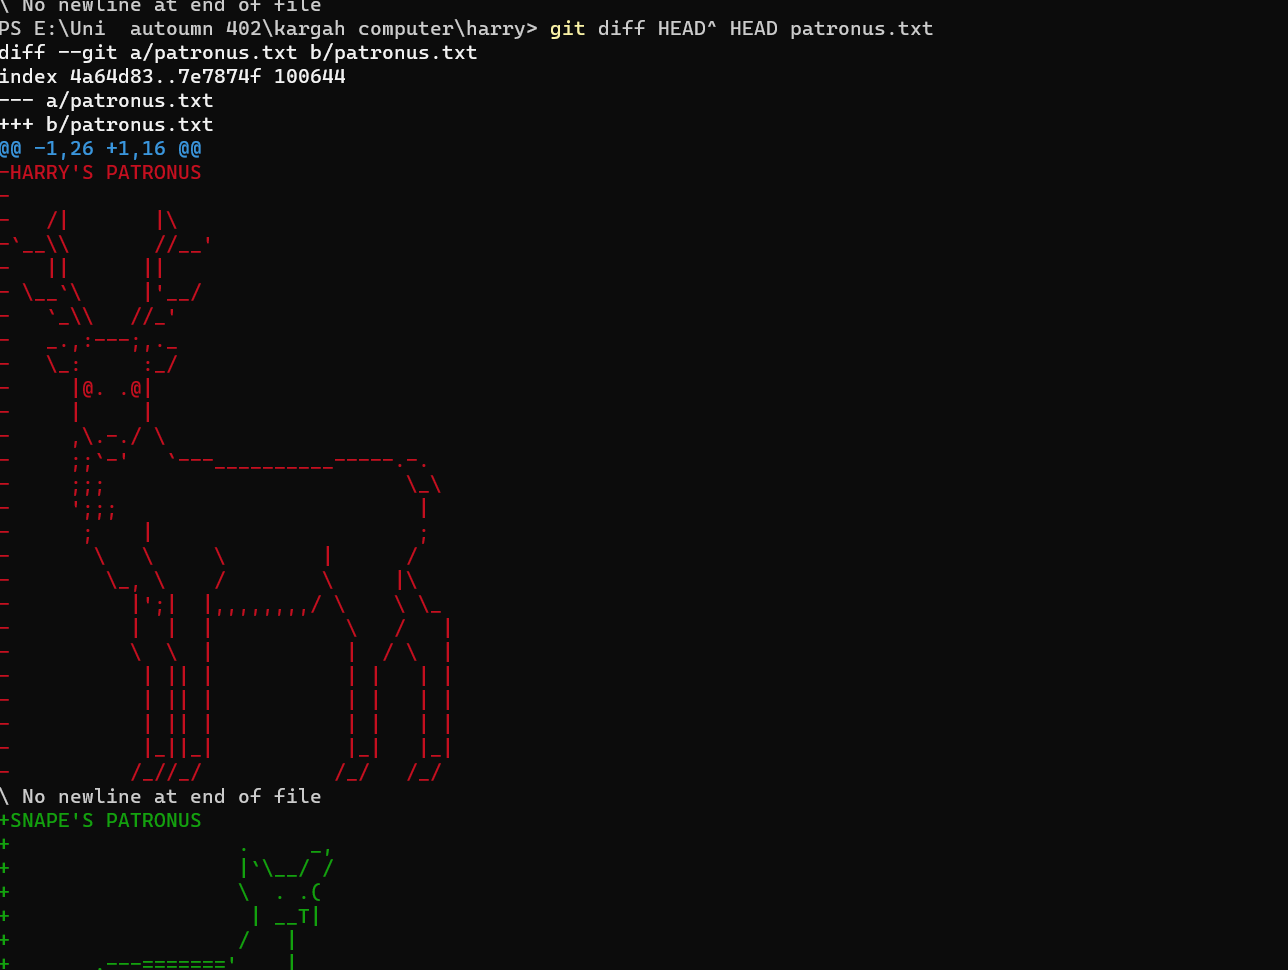 \ No newline at end of file
PS E:\Uni  autoumn 402\kargah computer\harry> git diff HEAD^ HEAD patronus.txt
diff --git a/patronus.txt b/patronus.txt
index 4a64d83..7e7874f 100644
--- a/patronus.txt
+++ b/patronus.txt
@@ -1,26 +1,16 @@
-HARRY'S PATRONUS
-
-   /|       |\
-`__\\       //__'
-   ||      ||
- \__`\     |'__/
-   `_\\   //_'
-   _.,:---;,._
-   \_:     :_/
-     |@. .@|
-     |     |
-     ,\.-./ \
-     ;;`-'   `---__________-----.-.
-     ;;;                         \_\
-     ';;;                         |
-      ;    |                      ;
-       \   \     \        |      /
-        \_, \    /        \     |\
-          |';|  |,,,,,,,,/ \    \ \_
-          |  |  |           \   /   |
-          \  \  |           |  / \  |
-           | || |           | |   | |
-           | || |           | |   | |
-           | || |           | |   | |
-           |_||_|           |_|   |_|
-          /_//_/           /_/   /_/
\ No newline at end of file
+SNAPE'S PATRONUS
+                   .     _,
+                   |`\__/ /
+                   \  . .(
+                    | __T|
+                   /   |
+       .---======='    |